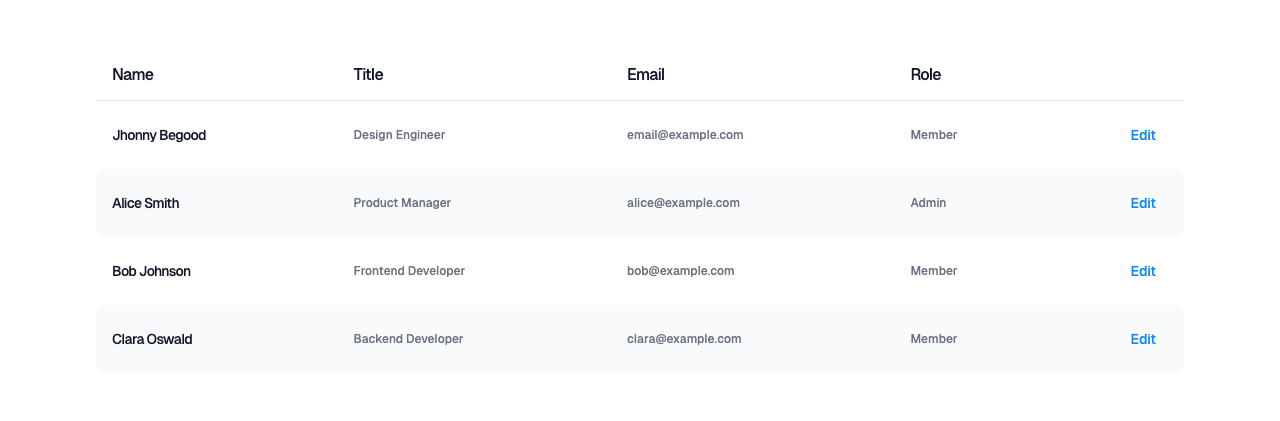 Name Title Email Role
Jhonny Begood Design Engineer email@example.com Member Edit
Alice Smith Product Manager alice@example.com Admin Edit
Bob Johnson Frontend Developer bob@example.com Member Edit
Clara Oswald Backend Developer clara@example.com Member Edit